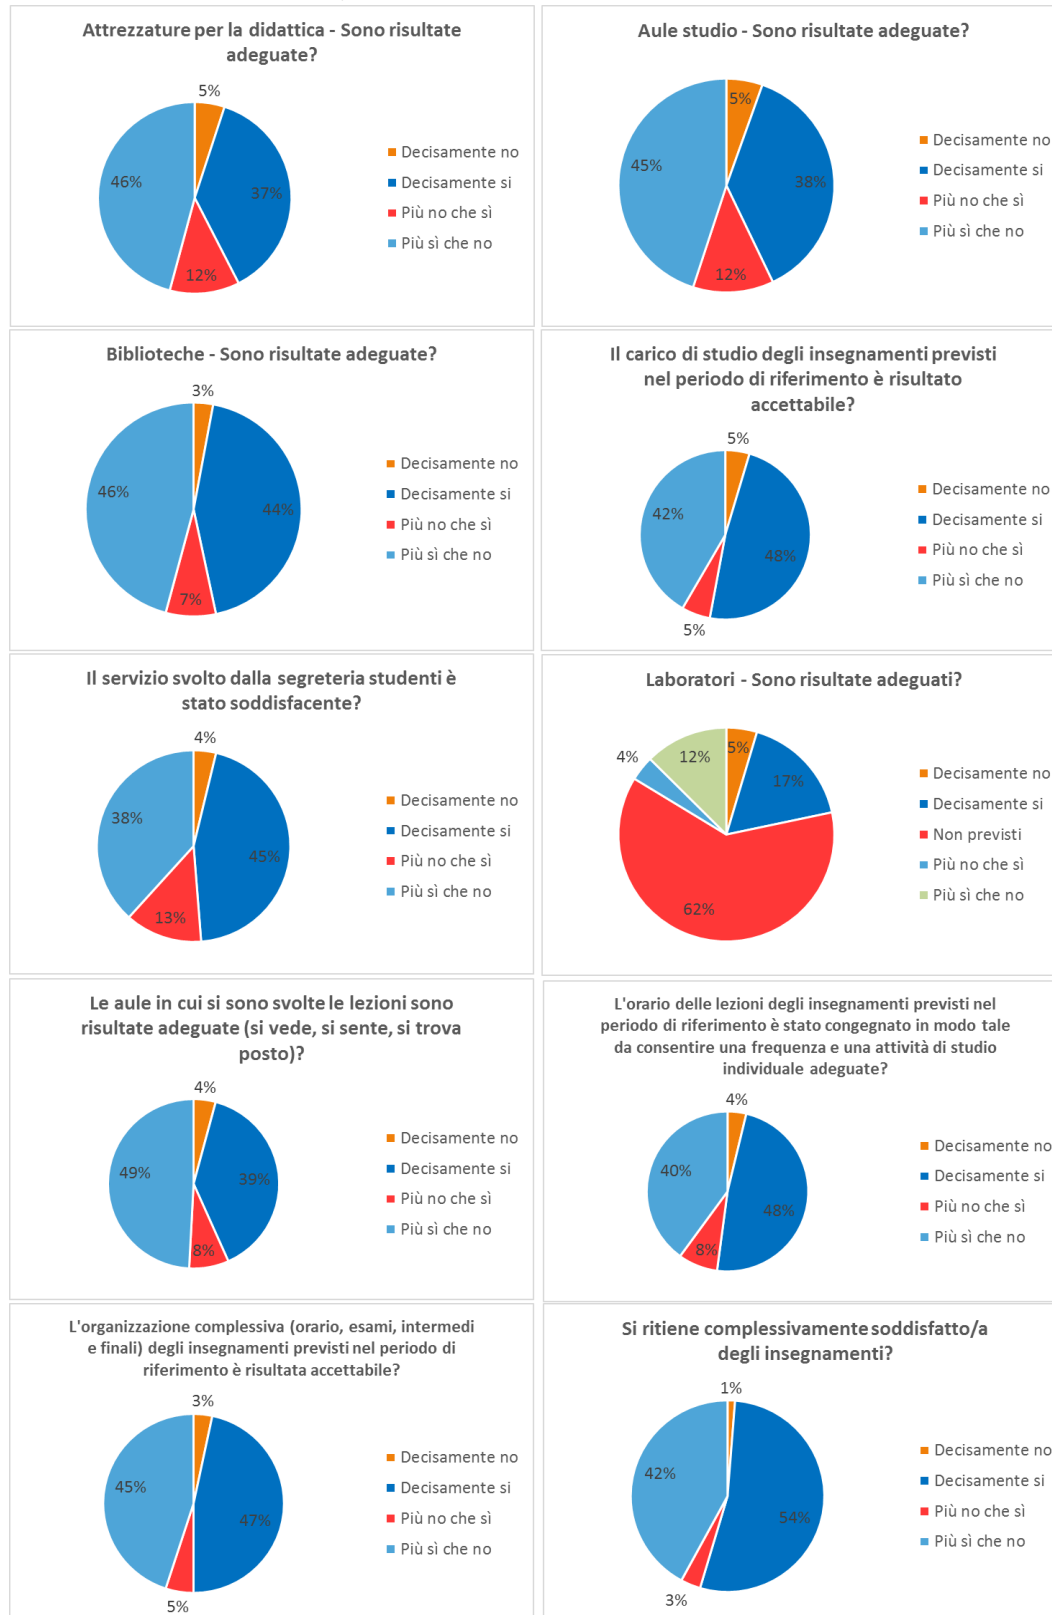 Attrezzature per la didattica - Sono risultate
adeguate?
5%
37%
12%
46%
Decisamente no
Decisamente si
Più no che sì
Più sì che no
Aule studio - Sono risultate adeguate?
5%
38%
12%
45%
Decisamente no
Decisamente si
Più no che sì
Più sì che no
Biblioteche - Sono risultate adeguate?
3%
44%
7%
46%
Decisamente no
Decisamente si
Più no che sì
Più sì che no
Il carico di studio degli insegnamenti previsti
nel periodo di riferimento è risultato
accettabile?
5%
48%
5%
42%
Decisamente no
Decisamente si
Più no che sì
Più sì che no
Il servizio svolto dalla segreteria studenti è
stato soddisfacente?
4%
45%
13%
38%
Decisamente no
Decisamente si
Più no che sì
Più sì che no
Laboratori - Sono risultate adeguati?
5%
17%
62%
4%
12%
Decisamente no
Decisamente si
Non previsti
Più no che sì
Più sì che no
Le aule in cui si sono svolte le lezioni sono
risultate adeguate (si vede, si sente, si trova
posto)?
4%
39%
8%
49%
Decisamente no
Decisamente si
Più no che sì
Più sì che no
L'orario delle lezioni degli insegnamenti previsti nel
periodo di riferimento è stato congegnato in modo tale
da consentire una frequenza e una attività di studio
individuale adeguate?
4%
48%
8%
40%
Decisamente no
Decisamente si
Più no che sì
Più sì che no
L'organizzazione complessiva (orario, esami, intermedi
e finali) degli insegnamenti previsti nel periodo di
riferimento è risultata accettabile?
3%
47%
5%
45%
Decisamente no
Decisamente si
Più no che sì
Più sì che no
Si ritiene complessivamente soddisfatto/a
degli insegnamenti?
1%
54%
3%
42%
Decisamente no
Decisamente si
Più no che sì
Più sì che no